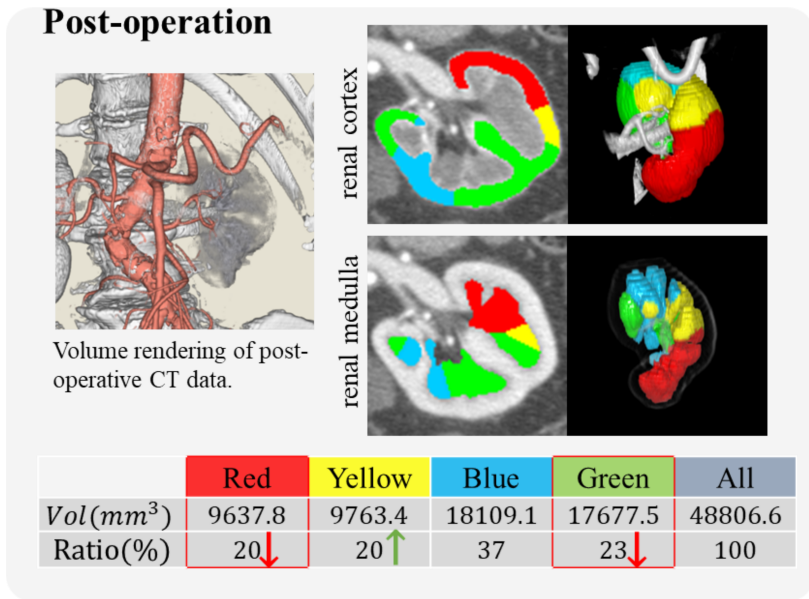 Post-operation
renal cortex
renal medulla
Volume rendering of post-
operative CT data.
Red Yellow Blue Green All
Vol(mm³) 9637.8 9763.4 18109.1 17677.5 48806.6
Ratio(%) 20↓ 20↑ 37 23↓ 100